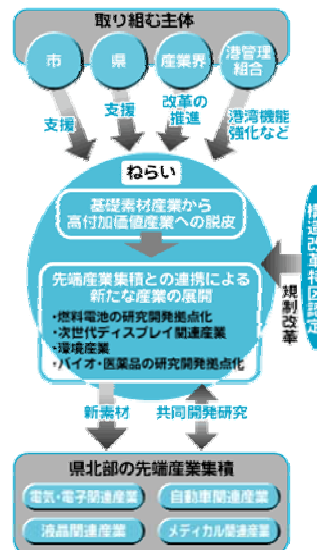 取り組む主体
市
県
産業界
港管理
組合
支援
支援
改革の
推進
港湾機能
強化など
ねらい
基礎素材産業から
高付加価値産業への脱皮
先端産業集積との連携による
新たな産業の展開
・燃料電池の研究開発拠点化
・次世代ディスプレイ関連産業
・環境産業
・バイオ・医薬品の研究開発拠点化
構造改革特区認定
規制改革
新素材
共同開発研究
県北部の先端産業集積
電気・電子関連産業
自動車関連産業
液晶関連産業
メディカル関連産業